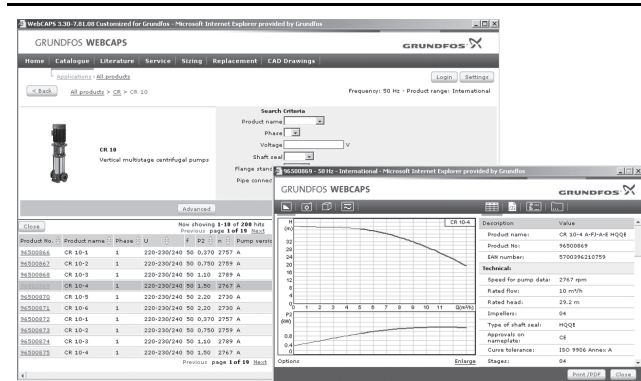 WebCAPS 3.30-7.81.08 Customized for Grundfos - Microsoft Internet Explorer provided by Grundfos
GRUNDFOS WEBCAPS
GRUNDFOS
Home Catalogue Literature Service Sizing Replacement CAD Drawings
Applications All products
Login Settings
< Back All products > CR > CR 10
Frequency: 50 Hz - Product range: International
CR 10
Vertical multistage centrifugal pumps
Search Criteria
Product name
Phase
Voltage V
Shaft seal
Flange stand
Pipe connec
Advanced
Close
Now showing 1-10 of 200 hits
Previous page 1 of 19 Next
Product No. Product name Phase U f P2 n Pump versio
96500866 CR 10-1 1 220-230/240 50 0,370 2757 A
96500867 CR 10-2 1 220-230/240 50 0,750 2759 A
96500868 CR 10-3 1 220-230/240 50 1,10 2789 A
CR 10-4 1 220-230/240 50 1,50 2767 A
96500870 CR 10-5 1 220-230/240 50 2,20 2730 A
96500871 CR 10-6 1 220-230/240 50 2,20 2730 A
96500872 CR 10-1 1 220-230/240 50 0,370 2757 A
96500873 CR 10-2 1 220-230/240 50 0,750 2759 A
96500874 CR 10-3 1 220-230/240 50 1,10 2789 A
96500875 CR 10-4 1 220-230/240 50 1,50 2767 A
Previous page 1 of 19 Next
96500869 - 50 Hz - International - Microsoft Internet Explorer provided by Grundfos
GRUNDFOS WEBCAPS
GRUNDFOS
H
(m)
CR 10-4
32
28
24
20
16
12
8
4
0
0 1 2 3 4 5 6 7 8 9 10 11 Q(m³/h)
P2
(kW)
0.8
0.4
0.0
Options
Enlarge
Description Value
Product name: CR 10-4 A-FJ-A-E HQQE
Product No: 96500869
EAN number: 5700396210759
Technical:
Speed for pump data: 2767 rpm
Rated flow: 10 m³/h
Rated head: 29.2 m
Impellers: 04
Type of shaft seal: HQQE
Approvals on nameplate: CE
Curve tolerance: ISO 9906 Annex A
Stages: 04
Print /PDF Close